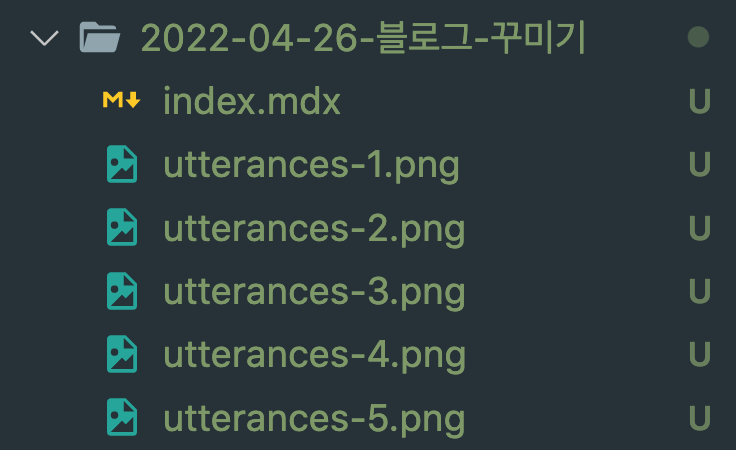 2022-04-26-블로그-꾸미기
index.mdx U
utterances-1.png U
utterances-2.png U
utterances-3.png U
utterances-4.png U
utterances-5.png U